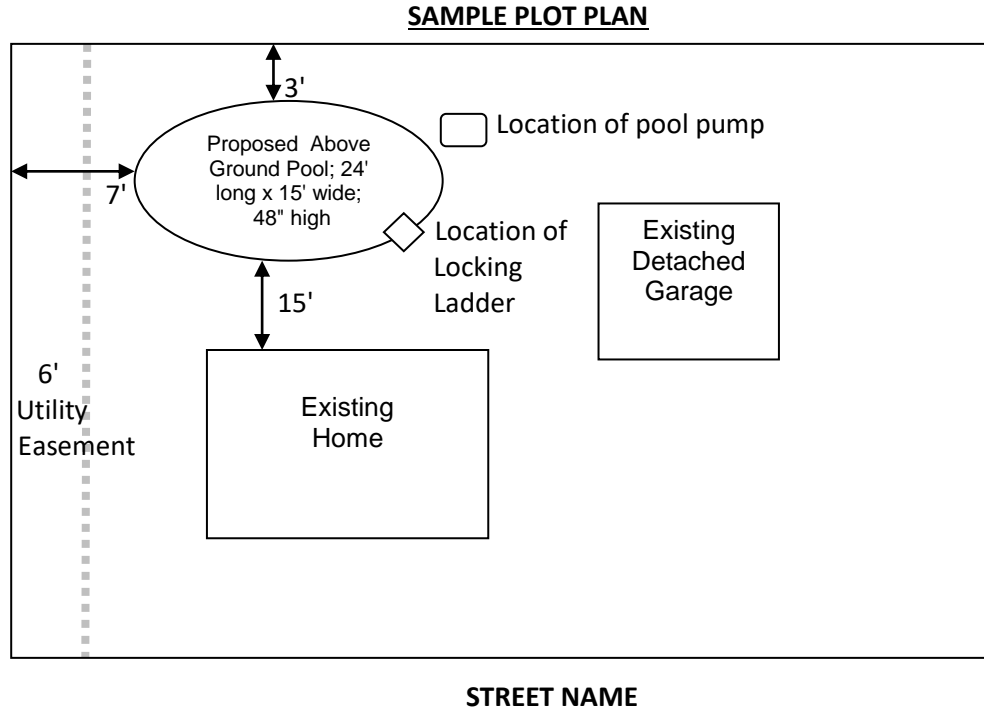 SAMPLE PLOT PLAN
3'
Proposed Above
Ground Pool; 24'
long x 15' wide;
48" high
Location of pool pump
7'
Location of
Locking
Ladder
Existing
Detached
Garage
15'
6'
Utility
Easement
Existing
Home
STREET NAME